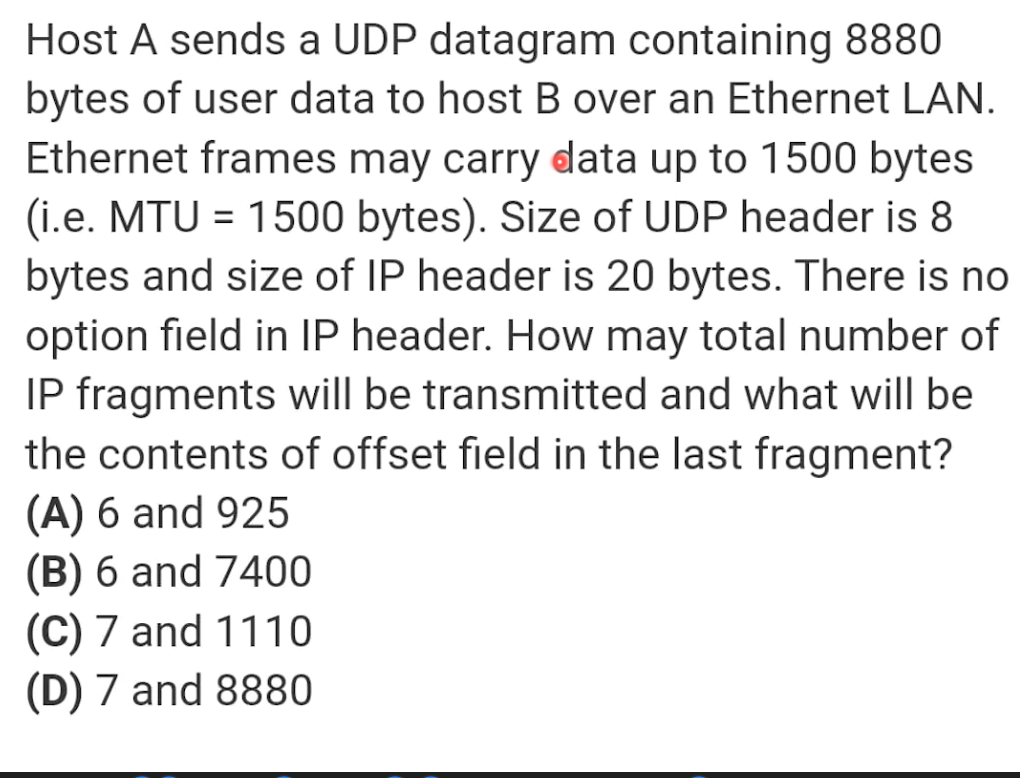 Host A sends a UDP datagram containing 8880
bytes of user data to host B over an Ethernet LAN.
Ethernet frames may carry data up to 1500 bytes
(i.e. MTU = 1500 bytes). Size of UDP header is 8
bytes and size of IP header is 20 bytes. There is no
option field in IP header. How may total number of
IP fragments will be transmitted and what will be
the contents of offset field in the last fragment?
(A) 6 and 925
(B) 6 and 7400
(C) 7 and 1110
(D) 7 and 8880